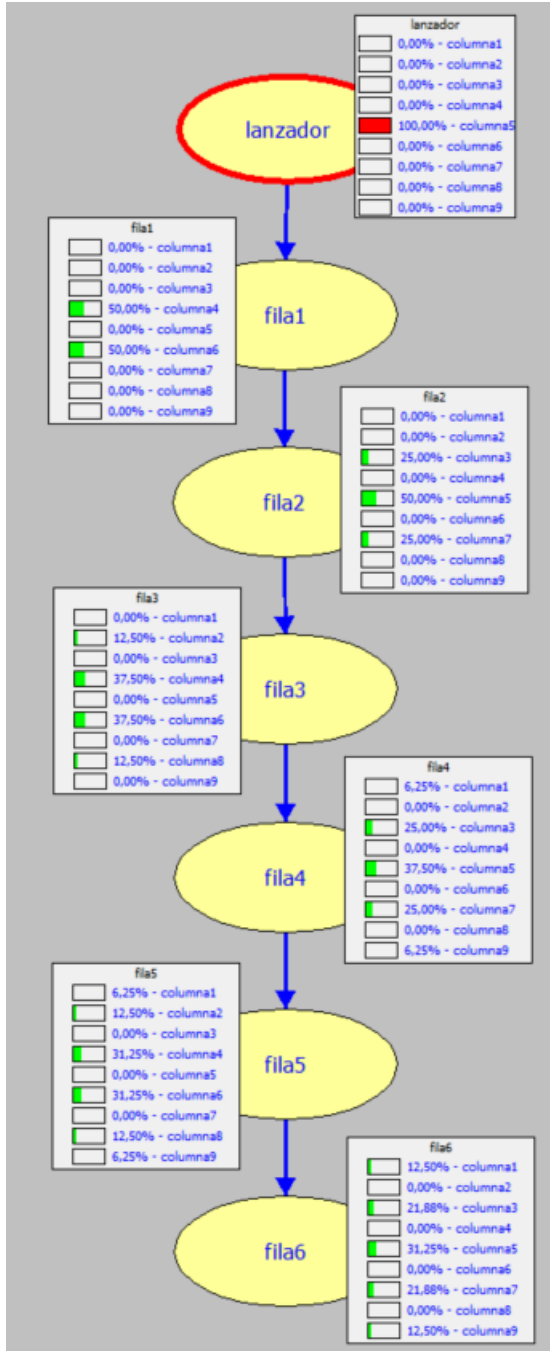 lanzador
0,00% - columna1
0,00% - columna2
0,00% - columna3
0,00% - columna4
100,00% - columna5
0,00% - columna6
0,00% - columna7
0,00% - columna8
0,00% - columna9
lanzador
fila1
0,00% - columna1
0,00% - columna2
0,00% - columna3
50,00% - columna4
0,00% - columna5
50,00% - columna6
0,00% - columna7
0,00% - columna8
0,00% - columna9
fila1
fila2
0,00% - columna1
0,00% - columna2
25,00% - columna3
0,00% - columna4
50,00% - columna5
0,00% - columna6
25,00% - columna7
0,00% - columna8
0,00% - columna9
fila2
fila3
0,00% - columna1
12,50% - columna2
0,00% - columna3
37,50% - columna4
0,00% - columna5
37,50% - columna6
0,00% - columna7
12,50% - columna8
0,00% - columna9
fila3
fila4
6,25% - columna1
0,00% - columna2
25,00% - columna3
0,00% - columna4
37,50% - columna5
0,00% - columna6
25,00% - columna7
0,00% - columna8
6,25% - columna9
fila4
fila5
6,25% - columna1
12,50% - columna2
0,00% - columna3
31,25% - columna4
0,00% - columna5
31,25% - columna6
0,00% - columna7
12,50% - columna8
6,25% - columna9
fila5
fila6
12,50% - columna1
0,00% - columna2
21,88% - columna3
0,00% - columna4
31,25% - columna5
0,00% - columna6
21,88% - columna7
0,00% - columna8
12,50% - columna9
fila6